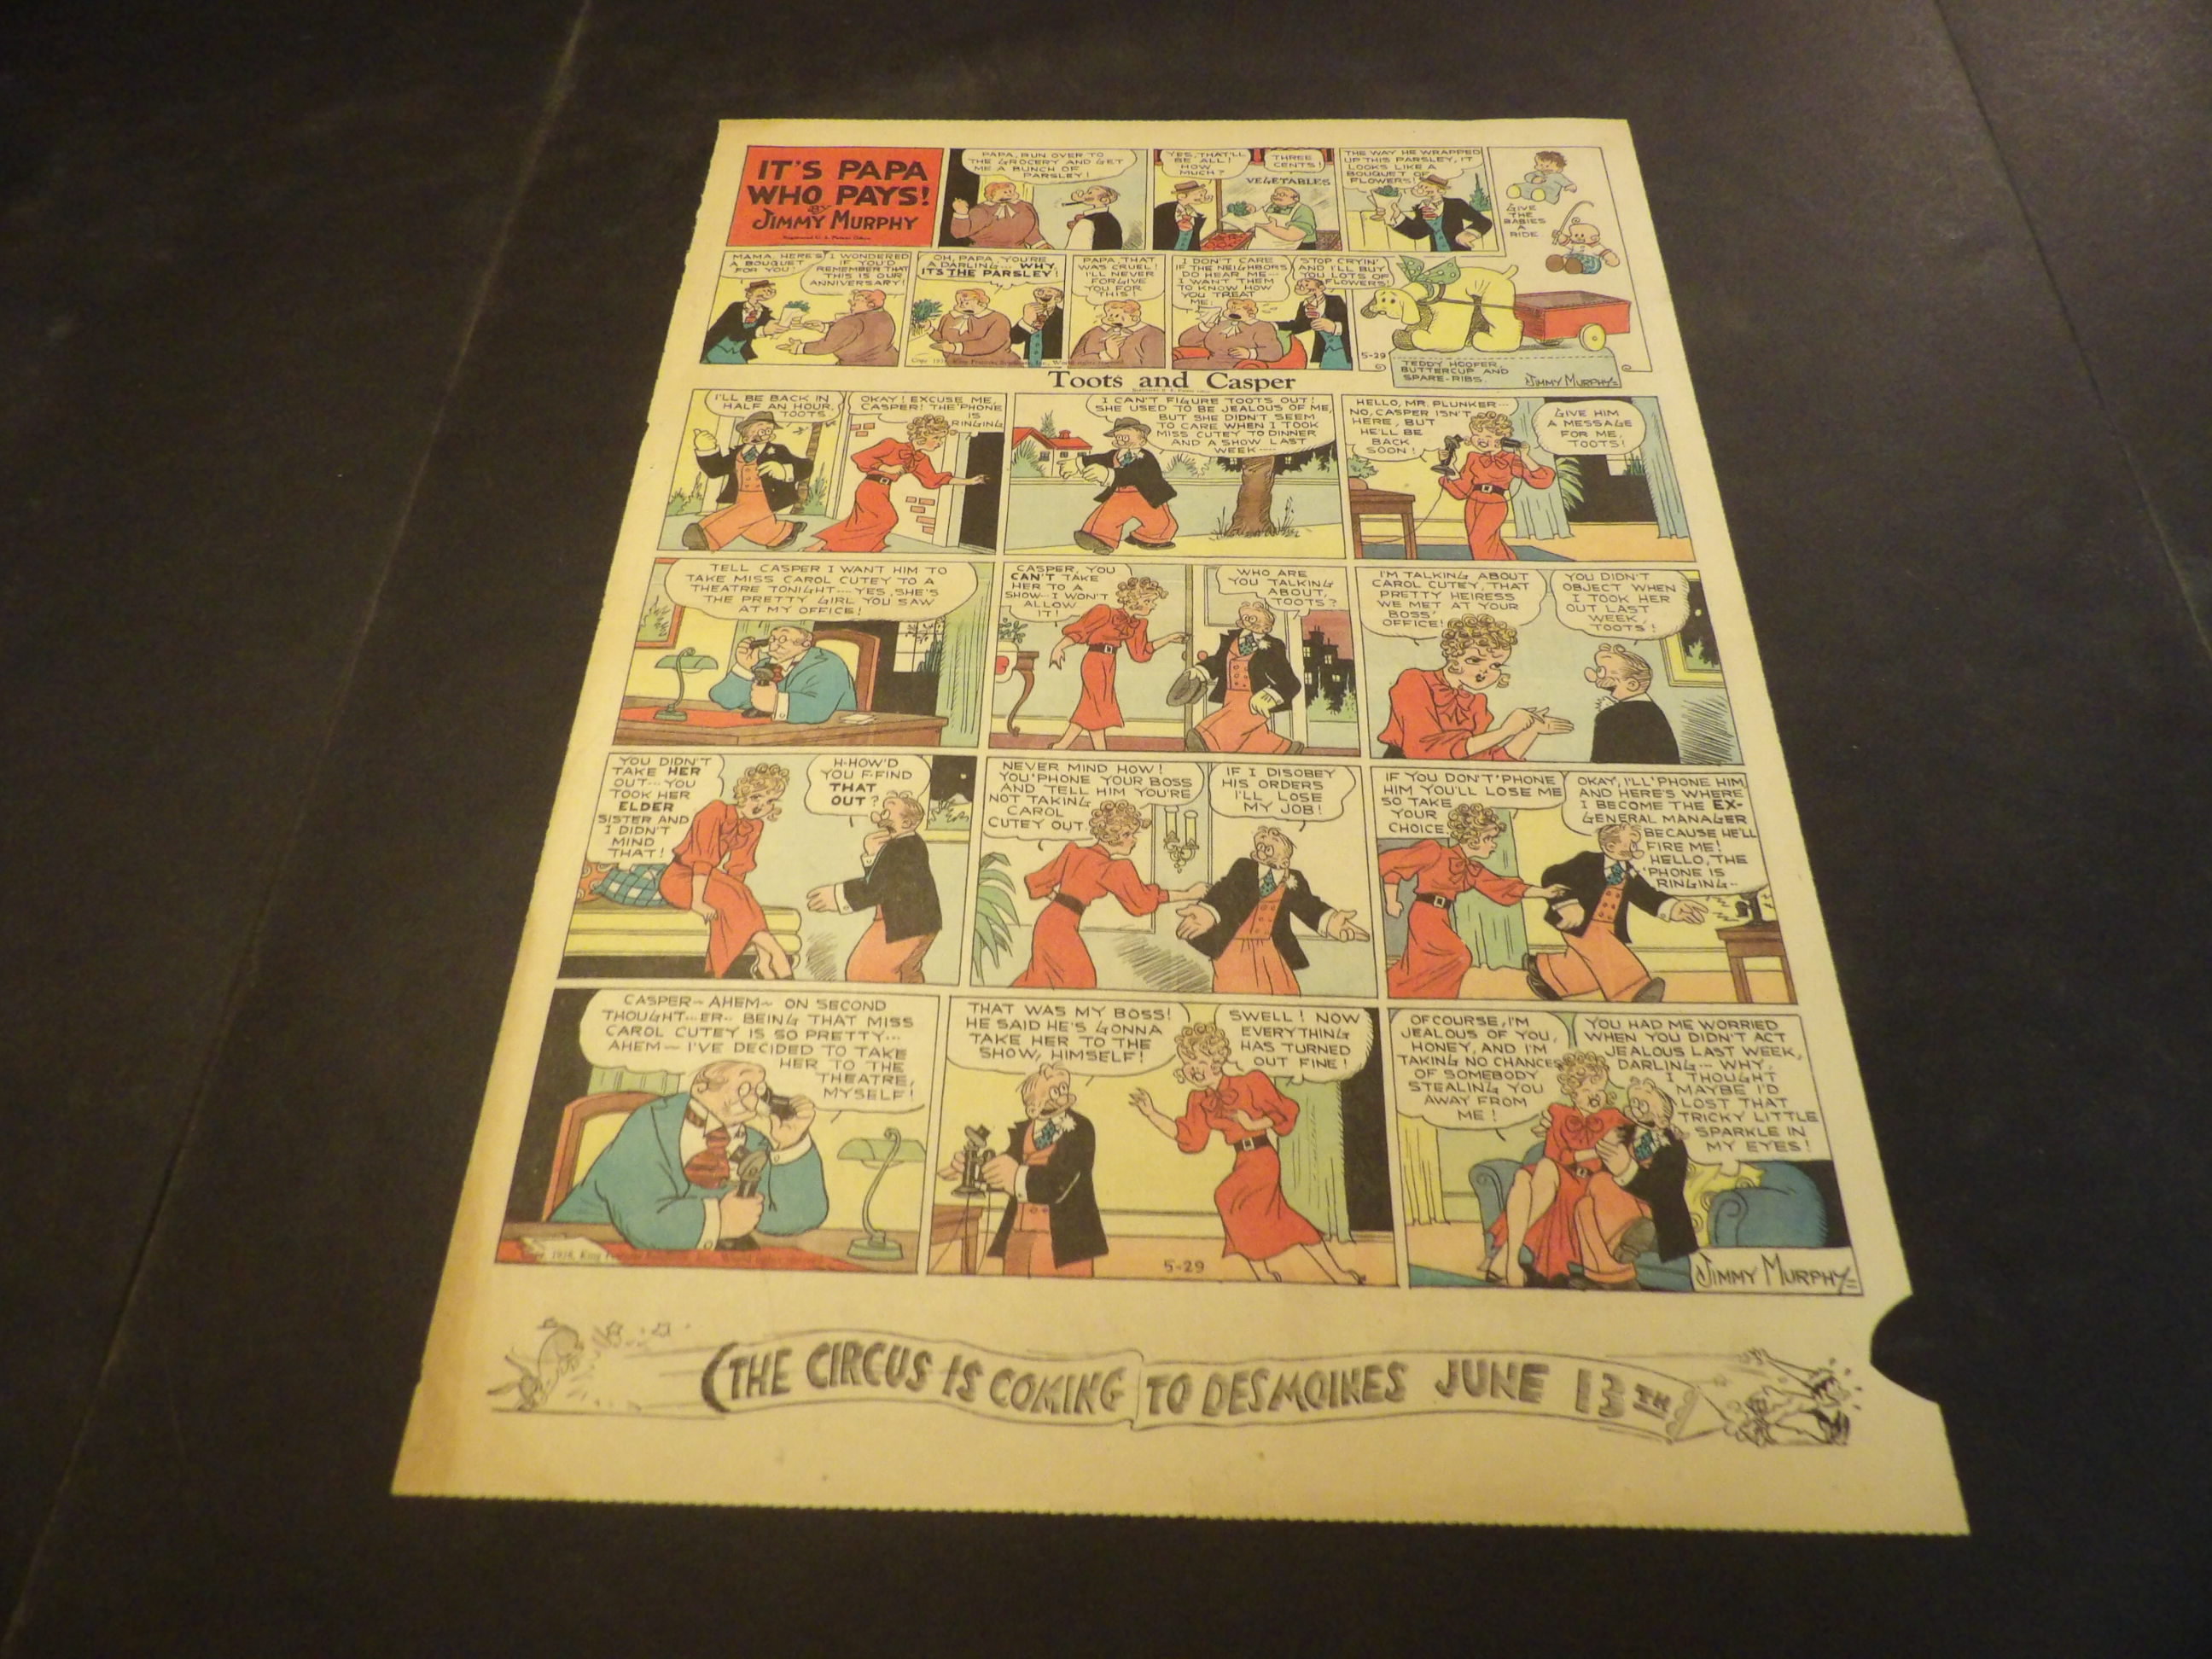 IT'S PAPA
WHO PAYS!
BY
JIMMY MURPHY
PAPA, RUN OVER TO
THE GROCERY AND GET
ME A BUNCH OF
PARSLEY!
YES, THAT'LL
BE ALL!
HOW
MUCH?
THREE
CENTS!
VEGETABLES
THE WAY HE WRAPPED
UP THIS PARSLEY, IT
LOOKS LIKE A
BOUQUET OF
FLOWERS!
GIVE
THE
BABIES
A
RIDE
MAMA, HERE'S
A BOUQUET
FOR YOU!
I WONDERED
IF YOU'D
REMEMBER THAT
THIS IS OUR
ANNIVERSARY!
OH, PAPA, YOU'RE
A DARLING--- WHY,
IT'S THE PARSLEY!
PAPA, THAT
WAS CRUEL!
I'LL NEVER
FORGIVE
YOU FOR
THIS!
I DON'T CARE
IF THE NEIGHBORS
DO HEAR ME---
I WANT THEM
TO KNOW HOW
YOU TREAT
ME!
STOP CRYIN'
AND I'LL BUY
YOU LOTS OF
FLOWERS!
5-29
TEDDY HOOFER,
BUTTERCUP AND
SPARE-RIBS.
JIMMY MURPHY
Toots and Casper
I'LL BE BACK IN
HALF AN HOUR,
TOOTS.
OKAY! EXCUSE ME,
CASPER! THE 'PHONE
IS
RINGING
I CAN'T FIGURE TOOTS OUT!
SHE USED TO BE JEALOUS OF ME,
BUT SHE DIDN'T SEEM
TO CARE WHEN I TOOK
MISS CUTEY TO DINNER
AND A SHOW LAST
WEEK----
HELLO, MR. PLUNKER---
NO, CASPER ISN'T
HERE, BUT
HE'LL BE
BACK
SOON!
GIVE HIM
A MESSAGE
FOR ME,
TOOTS!
TELL CASPER I WANT HIM TO
TAKE MISS CAROL CUTEY TO A
THEATRE TONIGHT----YES, SHE'S
THE PRETTY GIRL YOU SAW
AT MY OFFICE!
CASPER, YOU
CAN'T TAKE
HER TO A
SHOW--I WON'T
ALLOW
IT!
WHO ARE
YOU TALKING
ABOUT,
TOOTS?
I'M TALKING ABOUT
CAROL CUTEY, THAT
PRETTY HEIRESS
WE MET AT YOUR
BOSS'
OFFICE!
YOU DIDN'T
OBJECT WHEN
I TOOK HER
OUT LAST
WEEK,
TOOTS!
YOU DIDN'T
TAKE HER
OUT--- YOU
TOOK HER
ELDER
SISTER AND
I DIDN'T
MIND
THAT!
H-HOW'D
YOU F-FIND
THAT
OUT?
NEVER MIND HOW!
YOU 'PHONE YOUR BOSS
AND TELL HIM YOU'RE
NOT TAKING
CAROL
CUTEY OUT.
IF I DISOBEY
HIS ORDERS
I'LL LOSE
MY JOB!
IF YOU DON'T 'PHONE
HIM YOU'LL LOSE ME
SO TAKE
YOUR
CHOICE.
OKAY, I'LL 'PHONE HIM,
AND HERE'S WHERE
I BECOME THE EX-
GENERAL MANAGER
BECAUSE HE'LL
FIRE ME!
HELLO, THE
'PHONE IS
RINGING--
CASPER~ AHEM~ ON SECOND
THOUGHT---ER-- BEING THAT MISS
CAROL CUTEY IS SO PRETTY---
AHEM~ I'VE DECIDED TO TAKE
HER TO THE
THEATRE,
MYSELF!
THAT WAS MY BOSS!
HE SAID HE'S GONNA
TAKE HER TO THE
SHOW, HIMSELF!
SWELL! NOW
EVERYTHING
HAS TURNED
OUT FINE!
5-29
OF COURSE, I'M
JEALOUS OF YOU,
HONEY, AND I'M
TAKING NO CHANCES
OF SOMEBODY
STEALING YOU
AWAY FROM
ME!
YOU HAD ME WORRIED
WHEN YOU DIDN'T ACT
JEALOUS LAST WEEK,
DARLING--- WHY,
I THOUGHT
MAYBE I'D
LOST THAT
TRICKY LITTLE
SPARKLE IN
MY EYES!
JIMMY MURPHY
THE CIRCUS IS COMING TO DESMOINES JUNE 13TH